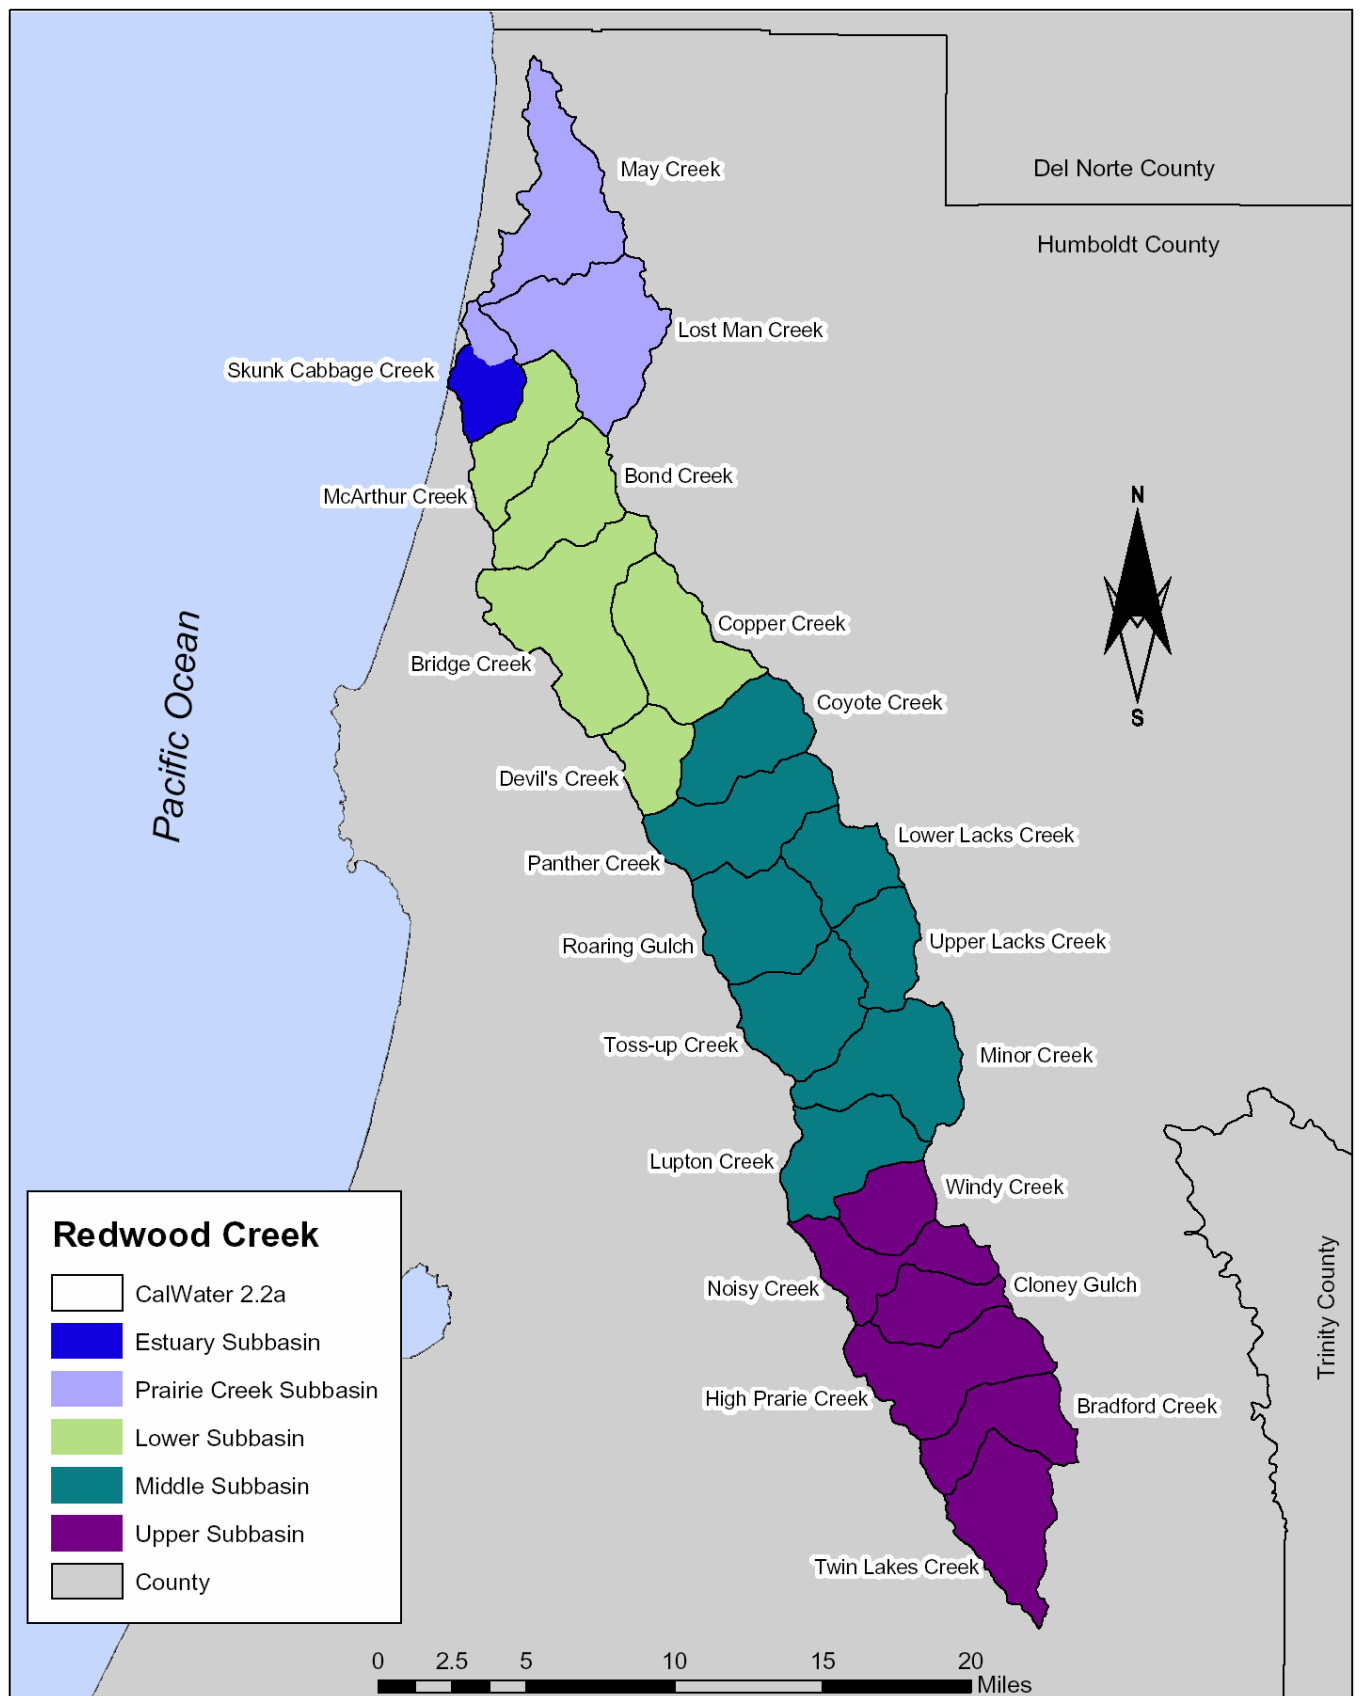 May Creek
Del Norte County
Humboldt County
Lost Man Creek
Skunk Cabbage Creek
Bond Creek
McArthur Creek
N
S
Copper Creek
Bridge Creek
Pacific Ocean
Coyote Creek
Devil's Creek
Lower Lacks Creek
Panther Creek
Upper Lacks Creek
Roaring Gulch
Toss-up Creek
Minor Creek
Lupton Creek
Windy Creek
Noisy Creek
Cloney Gulch
Trinity County
High Prarie Creek
Bradford Creek
Twin Lakes Creek
Redwood Creek
CalWater 2.2a
Estuary Subbasin
Prairie Creek Subbasin
Lower Subbasin
Middle Subbasin
Upper Subbasin
County
0 2.5 5 10 15 20
Miles